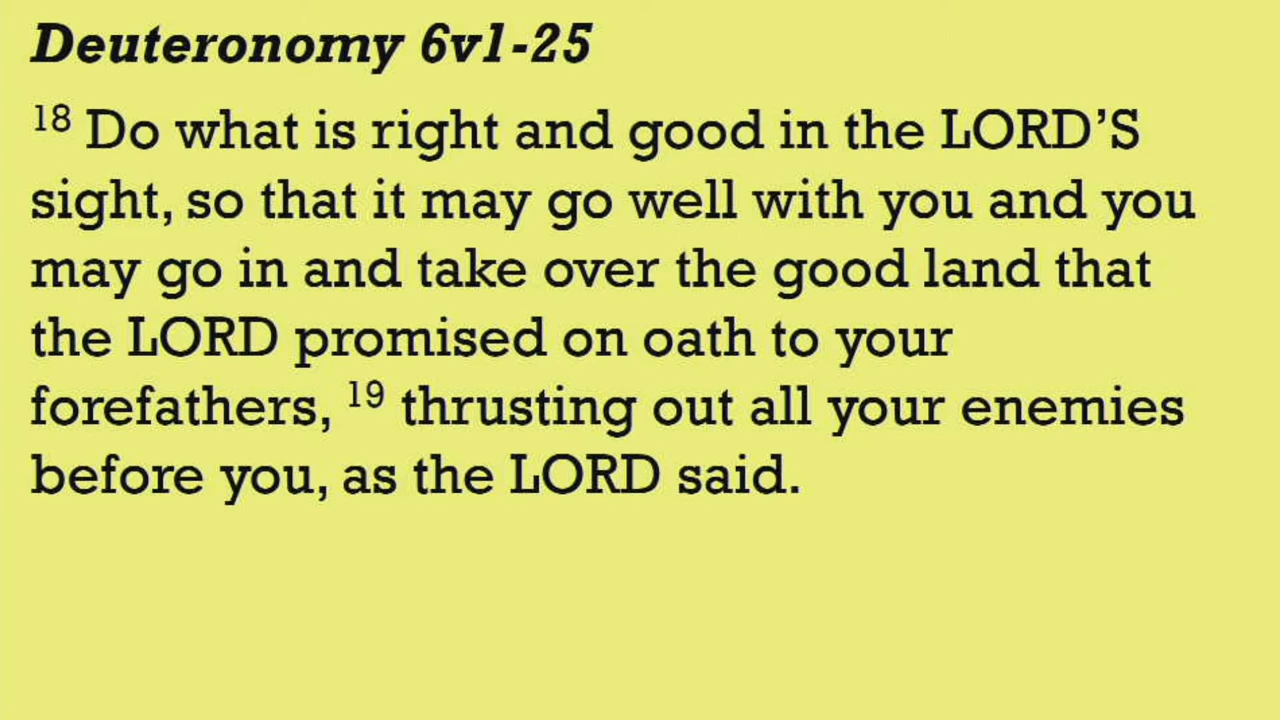 Deuteronomy 6v1-25
18 Do what is right and good in the LORD’S
sight, so that it may go well with you and you
may go in and take over the good land that
the LORD promised on oath to your
forefathers, 19 thrusting out all your enemies
before you, as the LORD said.